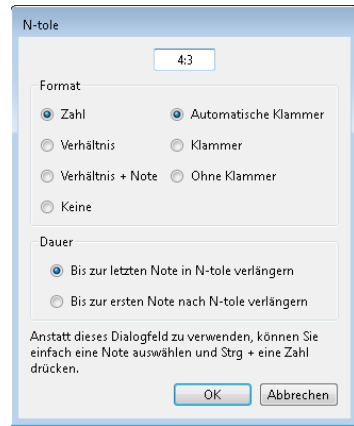 N-tole
4:3
Format
Zahl
Automatische Klammer
Verhältnis
Klammer
Verhältnis + Note
Ohne Klammer
Keine
Dauer
Bis zur letzten Note in N-tole verlängern
Bis zur ersten Note nach N-tole verlängern
Anstatt dieses Dialogfeld zu verwenden, können Sie
einfach eine Note auswählen und Strg + eine Zahl
drücken.
OK
Abbrechen